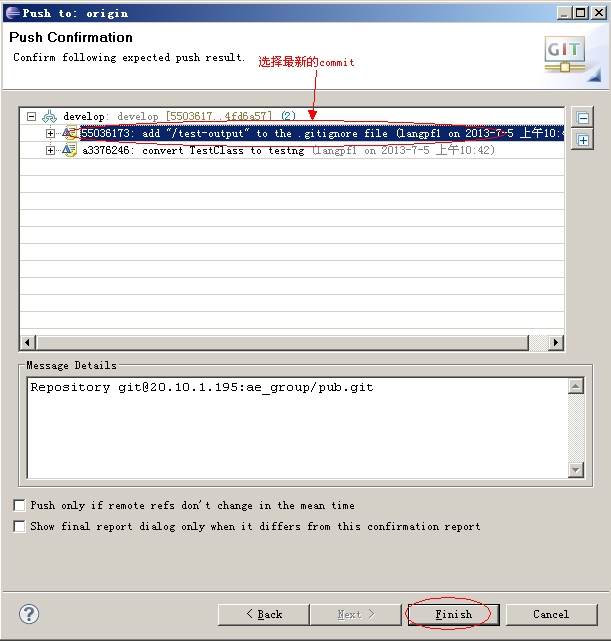 Push to: origin
Push Confirmation
Confirm following expected push result.
GIT
选择最新的commit
develop: develop [5503617..4fd6a57] (2)
55036173: add "/test-output" to the .gitignore file (langpf1 on 2013-7-5 上午10:
a3376246: convert TestClass to testng (langpf1 on 2013-7-5 上午10:42)
Message Details
Repository git@20.10.1.195:ae_group/pub.git
Push only if remote refs don't change in the mean time
Show final report dialog only when it differs from this confirmation report
< Back
Next >
Finish
Cancel